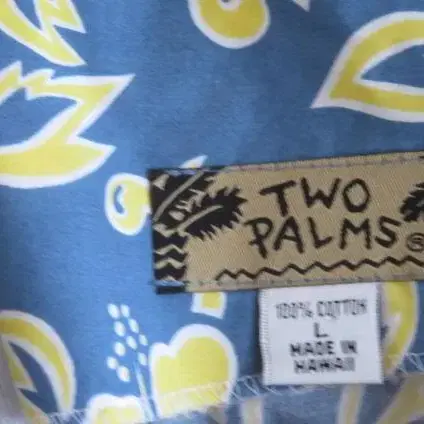 TWO
PALMS®
100% COTTON
L
MADE IN
HAWAII